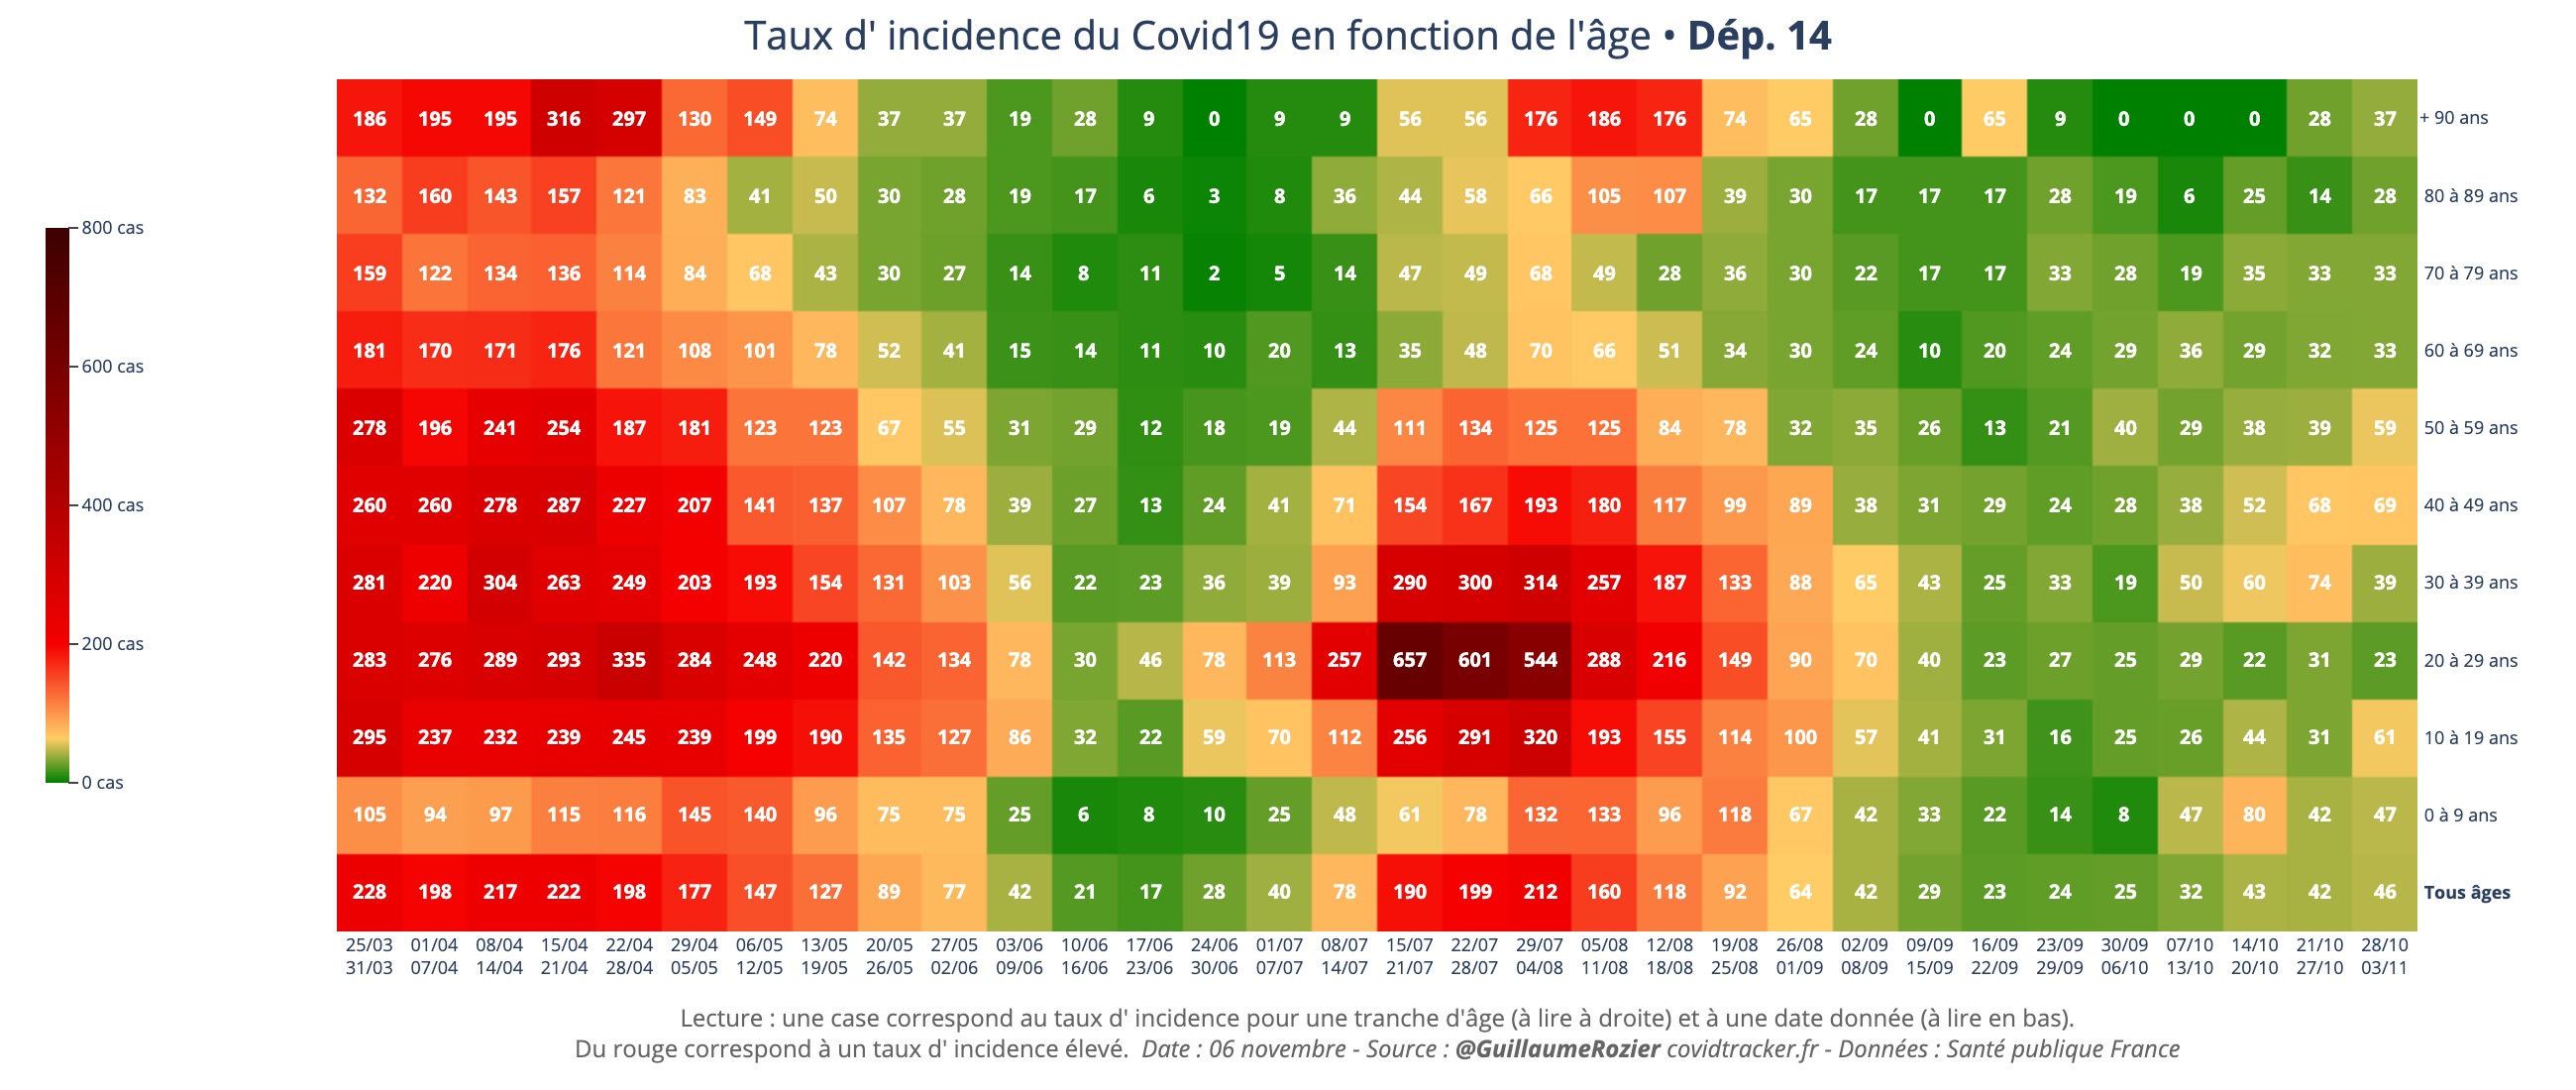 Taux d' incidence du Covid19 en fonction de l'âge • Dép. 14
186 195 195 316 297 130 149 74 37 37 19 28 9 0 9 9 56 56 176 186 176 74 65 28 0 65 9 0 0 0 28 37 + 90 ans
132 160 143 157 121 83 41 50 30 28 19 17 6 3 8 36 44 58 66 105 107 39 30 17 17 17 28 19 6 25 14 28 80 à 89 ans
800 cas
159 122 134 136 114 84 68 43 30 27 14 8 11 2 5 14 47 49 68 49 28 36 30 22 17 17 33 28 19 35 33 33 70 à 79 ans
181 170 171 176 121 108 101 78 52 41 15 14 11 10 20 13 35 48 70 66 51 34 30 24 10 20 24 29 36 29 32 33 60 à 69 ans
600 cas
278 196 241 254 187 181 123 123 67 55 31 29 12 18 19 44 111 134 125 125 84 78 32 35 26 13 21 40 29 38 39 59 50 à 59 ans
400 cas
260 260 278 287 227 207 141 137 107 78 39 27 13 24 41 71 154 167 193 180 117 99 89 38 31 29 24 28 38 52 68 69 40 à 49 ans
281 220 304 263 249 203 193 154 131 103 56 22 23 36 39 93 290 300 314 257 187 133 88 65 43 25 33 19 50 60 74 39 30 à 39 ans
200 cas
283 276 289 293 335 284 248 220 142 134 78 30 46 78 113 257 657 601 544 288 216 149 90 70 40 23 27 25 29 22 31 23 20 à 29 ans
295 237 232 239 245 239 199 190 135 127 86 32 22 59 70 112 256 291 320 193 155 114 100 57 41 31 16 25 26 44 31 61 10 à 19 ans
0 cas
105 94 97 115 116 145 140 96 75 75 25 6 8 10 25 48 61 78 132 133 96 118 67 42 33 22 14 8 47 80 42 47 0 à 9 ans
228 198 217 222 198 177 147 127 89 77 42 21 17 28 40 78 190 199 212 160 118 92 64 42 29 23 24 25 32 43 42 46 Tous âges
25/03 01/04 08/04 15/04 22/04 29/04 06/05 13/05 20/05 27/05 03/06 10/06 17/06 24/06 01/07 08/07 15/07 22/07 29/07 05/08 12/08 19/08 26/08 02/09 09/09 16/09 23/09 30/09 07/10 14/10 21/10 28/10
31/03 07/04 14/04 21/04 28/04 05/05 12/05 19/05 26/05 02/06 09/06 16/06 23/06 30/06 07/07 14/07 21/07 28/07 04/08 11/08 18/08 25/08 01/09 08/09 15/09 22/09 29/09 06/10 13/10 20/10 27/10 03/11
Lecture : une case correspond au taux d' incidence pour une tranche d'âge (à lire à droite) et à une date donnée (à lire en bas).
Du rouge correspond à un taux d' incidence élevé. Date : 06 novembre - Source : @GuillaumeRozier covidtracker.fr - Données : Santé publique France